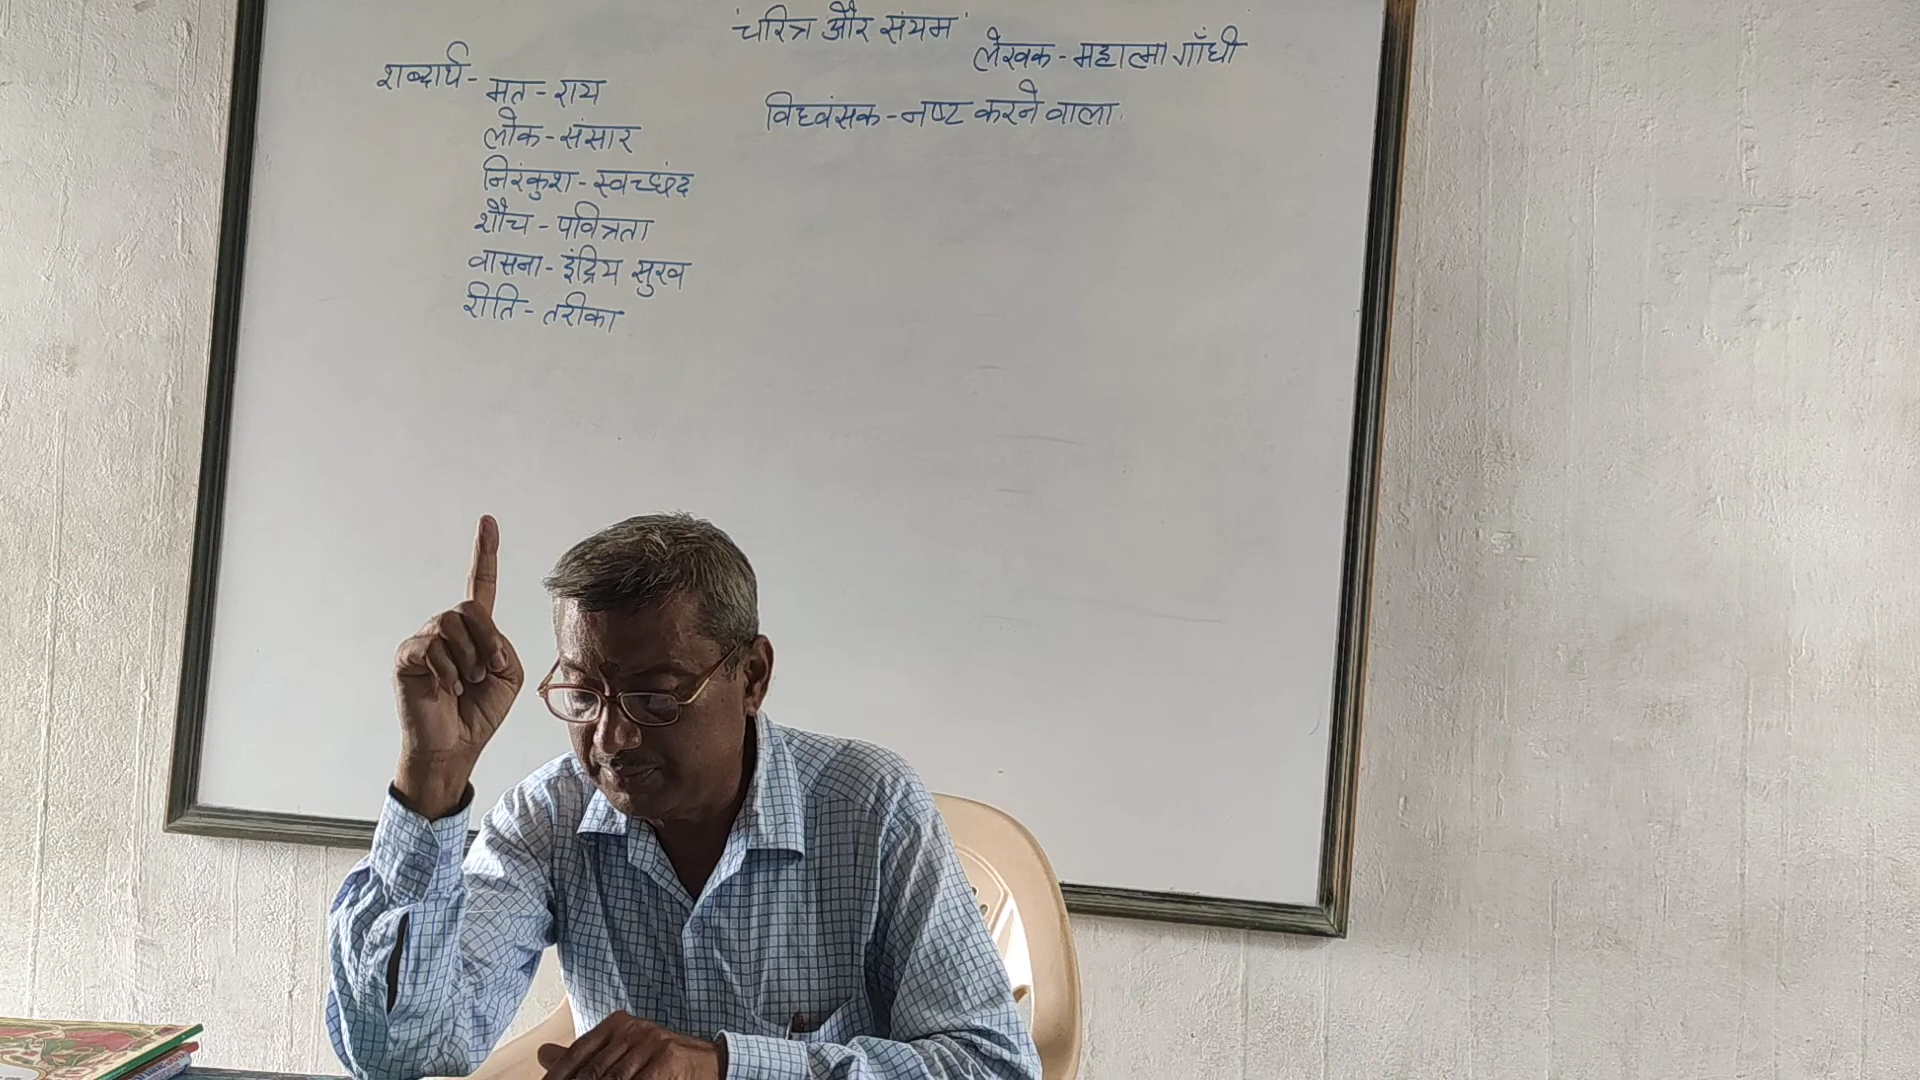 'चरित्र और संयम'
लेखक - महात्मा गाँधी
शब्दार्थ - मत - राय
लोक - संसार
निरंकुश - स्वच्छंद
शौच - पवित्रता
वासना - इंद्रिय सुख
रीति - तरीका
विध्वंसक - नष्ट करने वाला